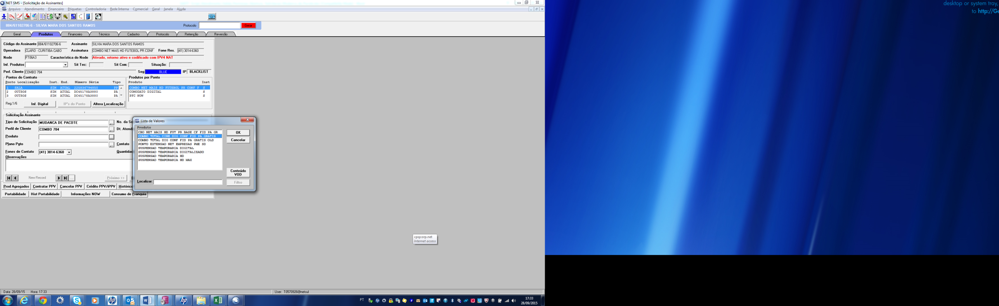 NET SMS - [Solicitação de Assinantes]
Arquivo Atendimento Financeiro Etiquetas Controladoria Rede Interna Comercial Geral Janela Ajuda
884/61102706-6 - SILVIA MARA DOS SANTOS RAMOS Protocolo Gerar
Geral Produtos Financeiro Técnico Cadastro Protocolo Retenção Reversão
Código do Assinante 884/61102706-6 Assinante SILVIA MARA DOS SANTOS RAMOS
Operadora CLARO - CURITIBA CABO Assinatura COMBO NET MAIS HD FUTEBOL PR CONF Fone Res. (41) 3014-6360
Node FT06A3 Característica do Node Ativado, retorno ativo e codificado com IPV4 NAT
Inf. Produtos Sit Tec: Sit Com: Situação:
Perf. Cliente COMBO 784 Seg BLUE IP BLACKLIST
Pontos do Contrato Produtos por Ponto
Ponto Localização Inst. End. Número Série Tipo Produto Inst
1 SALA SIM ATUAL 225836794850 PP COMBO NET MAIS HD FUTEBOL PR CONF F S
2 OUTROS SIM ATUAL DC45178A3880 PA COMODATO DIGITAL S
3 OUTROS SIM ATUAL DC45178A3880 PA PFC NOW S
Reg.1/6 Inf. Digital IP's do Ponto Altera Localização
Solicitação Assinante
Tipo de Solicitação MUDANCA DE PACOTE ... No. da So
Perfil de Cliente COMBO 784 ... Dt. Atend
Produto ...
Plano Pgto ... Contato
Fones de Contato (41) 3014-6360 Quantidad
Observações
New Record ... Próximo >>
Prod Agregados Contratar PPV Cancelar PPV Crédito PPV/iPPV Histórico
Portabilidade Hist Portabilidade Informações NOW Consumo de Franquia
Lista de Valores
Produto
CBO NET MAIS HD FUT PR BASE CF FID PA GR
COMBO TOTAL CINE DIG CONF FID PA GRATIS
COMBO TOTAL DIG CONF FID PA GRATIS OLD
PONTO EXTENSAO NET EMPRESAS PME SD
SUSPENSAO TEMPORARIA DIGITAL
SUSPENSAO TEMPORARIA DIGITALIZADO
SUSPENSAO TEMPORARIA HD
SUSPENSAO TEMPORARIA HD MAX
OK
Cancelar
Conteúdo
VOD
Localizar: Filtro
cpqcorp.net
Internet access
Data: 28/09/15 Hora: 17:33 User: T0570926@netsul
PT 17:33
28/09/2015
desktop or system tray,
to http://Ge